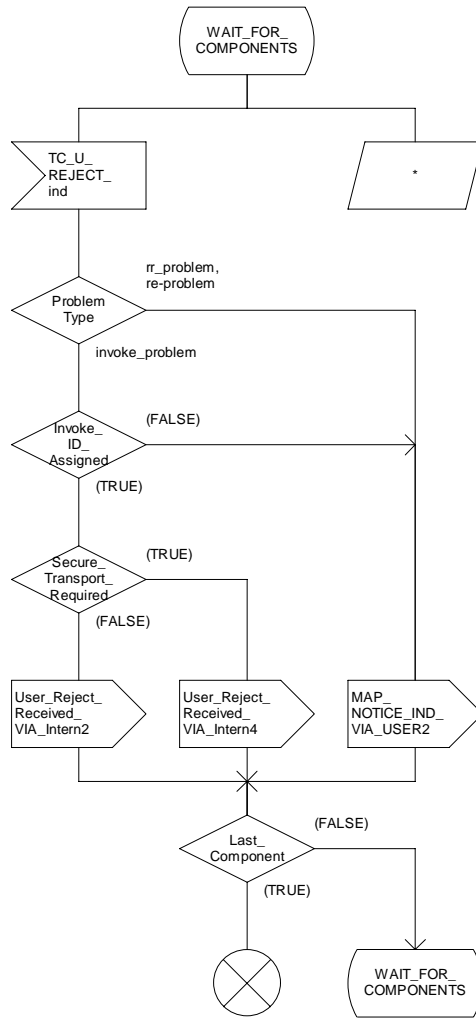 WAIT_FOR_
COMPONENTS
TC_U_
REJECT_
ind
*
rr_problem,
re-problem
Problem
Type
invoke_problem
(FALSE)
Invoke_
ID_
Assigned
(TRUE)
(TRUE)
Secure_
Transport_
Required
(FALSE)
User_Reject_
Received_
VIA_Intern2
User_Reject_
Received_
VIA_Intern4
MAP_
NOTICE_IND_
VIA_USER2
(FALSE)
Last_
Component
(TRUE)
WAIT_FOR_
COMPONENTS